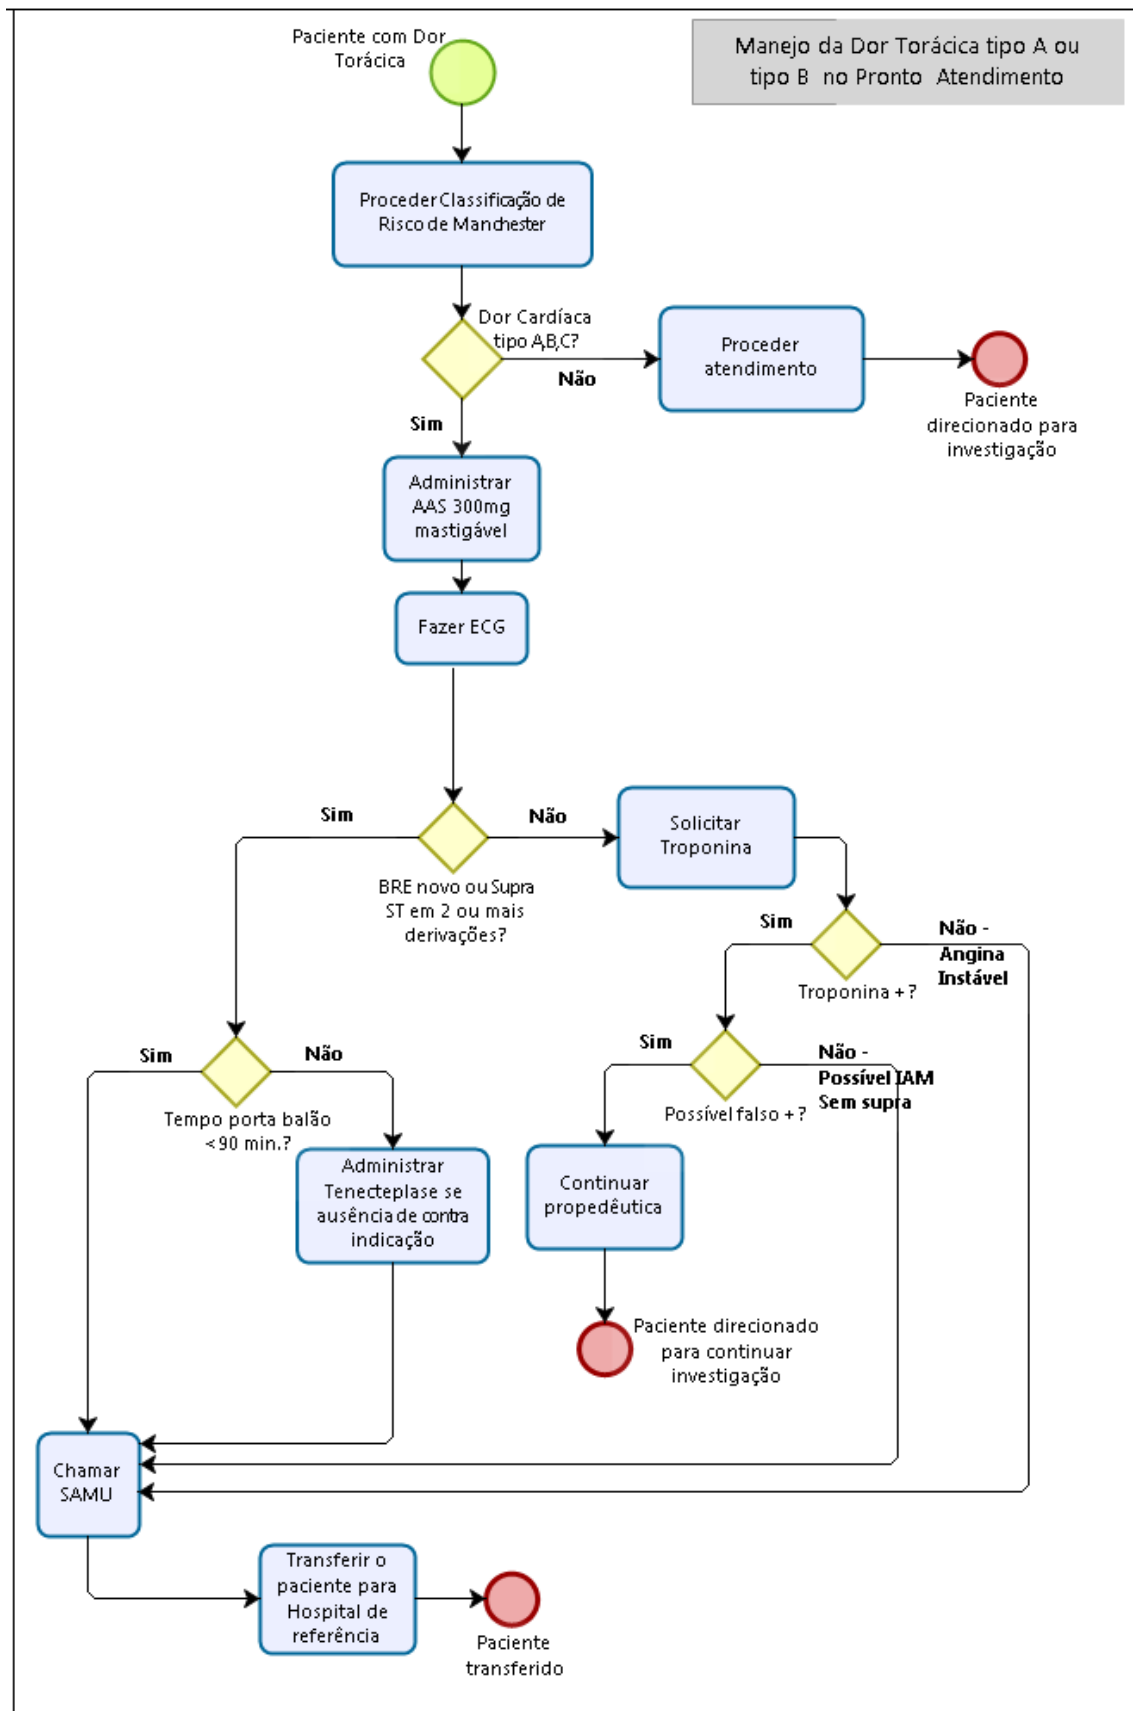 Paciente com Dor
Torácica
Manejo da Dor Torácica tipo A ou
tipo B no Pronto Atendimento
Proceder Classificação de
Risco de Manchester
Dor Cardíaca
tipo A,B,C?
Não
Proceder
atendimento
Paciente
direcionado para
investigação
Sim
Administrar
AAS 300mg
mastigável
Fazer ECG
Sim
Não
BRE novo ou Supra
ST em 2 ou mais
derivações?
Solicitar
Troponina
Sim
Não -
Angina
Instável
Troponina + ?
Sim
Não
Tempo porta balão
< 90 min.?
Sim
Não -
Possível IAM
Sem supra
Possível falso + ?
Administrar
Tenecteplase se
ausência de contra
indicação
Continuar
propedêutica
Paciente direcionado
para continuar
investigação
Chamar
SAMU
Transferir o
paciente para
Hospital de
referência
Paciente
transferido